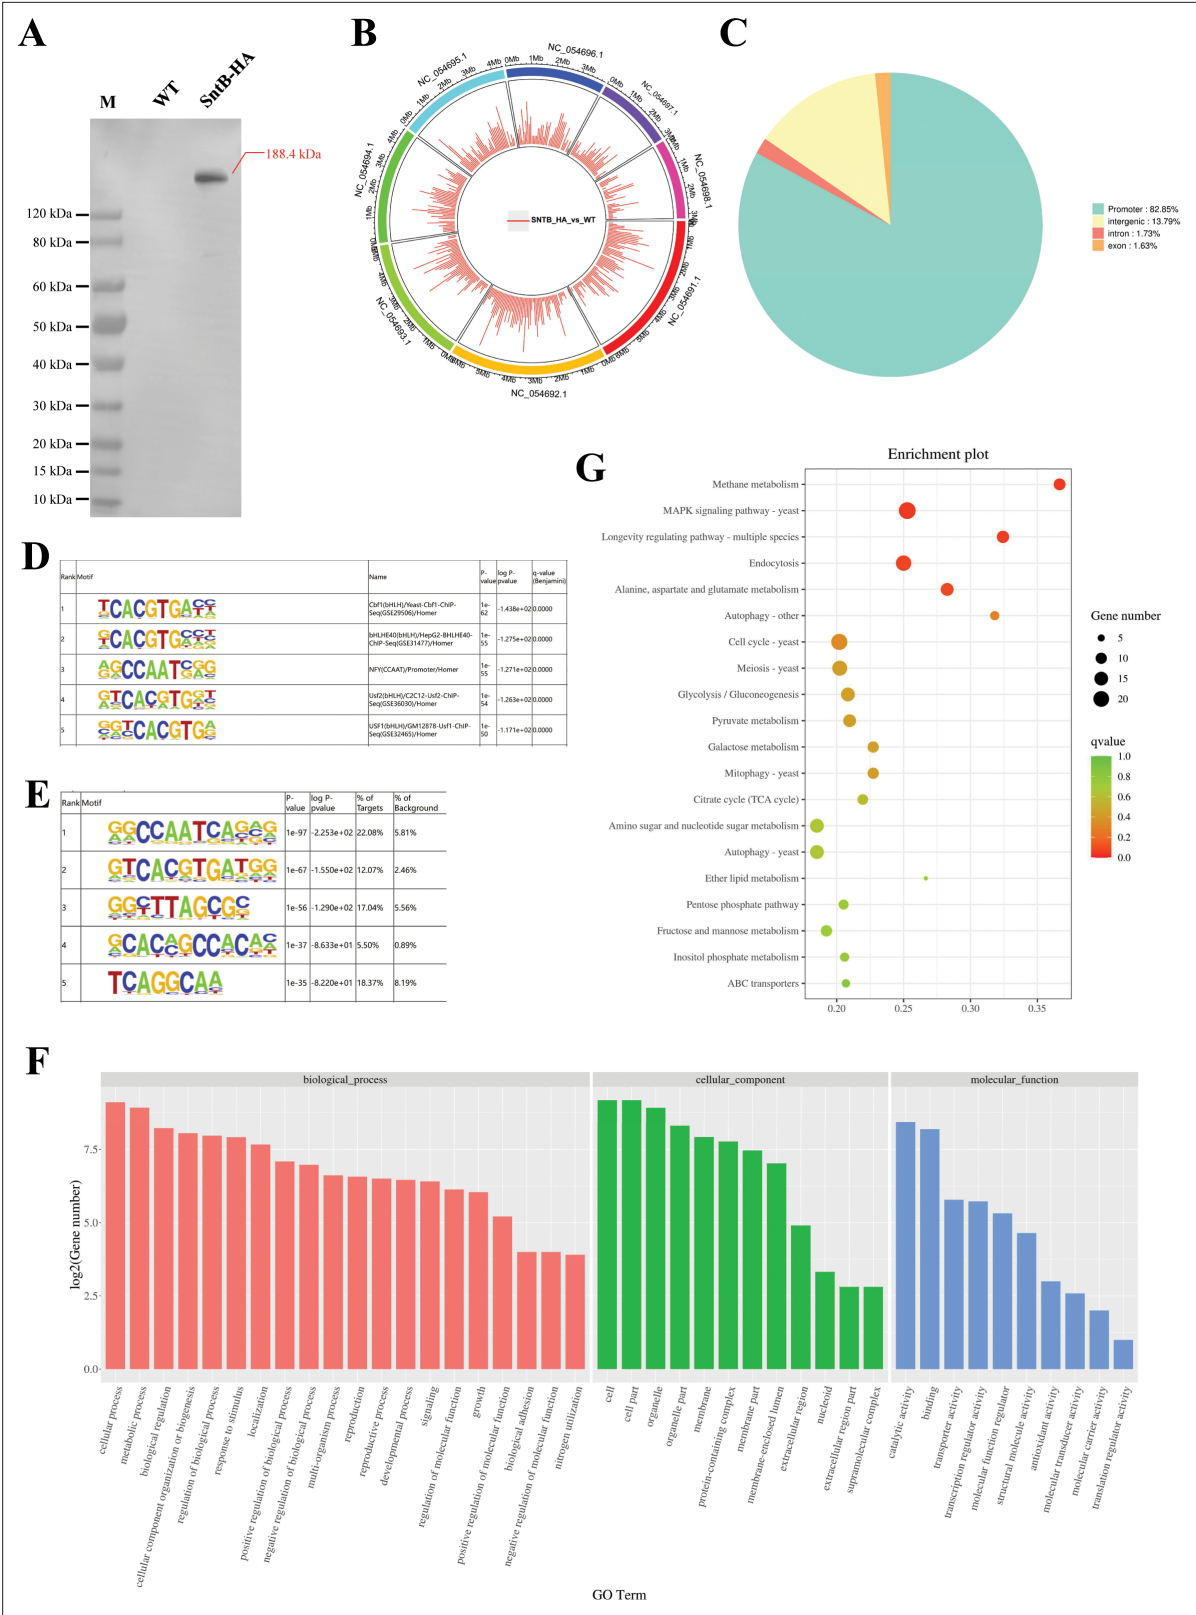 A
M
WT
SntB-HA
188.4 kDa
120 kDa
80 kDa
60 kDa
50 kDa
40 kDa
30 kDa
20 kDa
15 kDa
10 kDa
B
NC_054691.1
NC_054692.1
NC_054693.1
NC_054694.1
NC_054695.1
NC_054696.1
NC_054697.1
NC_054698.1
0Mb 1Mb 2Mb 3Mb
SNTB_HA_vs_WT
C
Promoter : 82.85%
intergenic : 13.79%
intron : 1.73%
exon : 1.63%
D
Rank Motif Name P-value log P-pvalue q-value (Benjamini)
1 TCACGTGA Cbf1(bHLH)/Yeast-Cbf1-ChIP-Seq(GSE29506)/Homer 1e-62 -1.438e+02 0.0000
2 TCACGTG bHLHE40(bHLH)/HepG2-BHLHE40-ChIP-Seq(GSE31477)/Homer 1e-55 -1.275e+02 0.0000
3 AGCCAATCGG NFY(CCAAT)/Promoter/Homer 1e-55 -1.271e+02 0.0000
4 GTCACGTG Usf2(bHLH)/C2C12-Usf2-ChIP-Seq(GSE36030)/Homer 1e-54 -1.263e+02 0.0000
5 GGTCACGTGA USF1(bHLH)/GM12878-Usf1-ChIP-Seq(GSE32465)/Homer 1e-50 -1.171e+02 0.0000
E
Rank Motif P-value log P-pvalue % of Targets % of Background
1 GGCCAATCAGAG 1e-97 -2.253e+02 22.08% 5.81%
2 GTCACGTGATGG 1e-67 -1.550e+02 12.07% 2.46%
3 GGCTTAGCGC 1e-56 -1.290e+02 17.04% 5.56%
4 GCACAGCCACAC 1e-37 -8.633e+01 5.50% 0.89%
5 TCAGGCAA 1e-35 -8.220e+01 18.37% 8.19%
G
Enrichment plot
Methane metabolism
MAPK signaling pathway - yeast
Longevity regulating pathway - multiple species
Endocytosis
Alanine, aspartate and glutamate metabolism
Autophagy - other
Cell cycle - yeast
Meiosis - yeast
Glycolysis / Gluconeogenesis
Pyruvate metabolism
Galactose metabolism
Mitophagy - yeast
Citrate cycle (TCA cycle)
Amino sugar and nucleotide sugar metabolism
Autophagy - yeast
Ether lipid metabolism
Pentose phosphate pathway
Fructose and mannose metabolism
Inositol phosphate metabolism
ABC transporters
0.20 0.25 0.30 0.35
Gene number
5
10
15
20
qvalue
1.0
0.8
0.6
0.4
0.2
0.0
F
biological_process cellular_component molecular_function
log2(Gene number)
7.5
5.0
2.5
0.0
cellular process
metabolic process
biological regulation
cellular component organization or biogenesis
regulation of biological process
response to stimulus
localization
positive regulation of biological process
negative regulation of biological process
multi-organism process
reproduction
reproductive process
developmental process
signaling
regulation of molecular function
growth
positive regulation of molecular function
biological adhesion
negative regulation of molecular function
nitrogen utilization
cell
cell part
organelle
organelle part
membrane
protein-containing complex
membrane part
membrane-enclosed lumen
extracellular region
nucleoid
extracellular region part
supramolecular complex
catalytic activity
binding
transporter activity
transcription regulator activity
molecular function regulator
structural molecule activity
antioxidant activity
molecular transducer activity
molecular carrier activity
translation regulator activity
GO Term